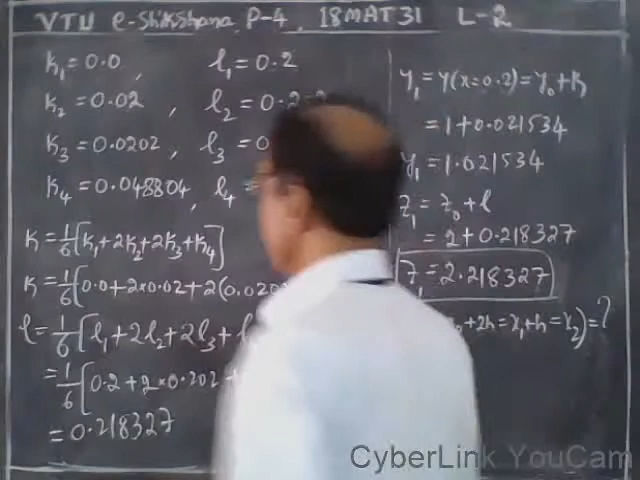 VTU e-Shikshana P-4, 18MAT31 L-2
k₁ = 0.0, l₁ = 0.2
k₂ = 0.02, l₂ = 0.2
k₃ = 0.0202, l₃ = 0
k₄ = 0.048804, l₄ =
k = 1/6[k₁+2k₂+2k₃+k₄]
k = 1/6[0.0+2×0.02+2(0.020
l = 1/6[l₁+2l₂+2l₃+l
= 1/6[0.2+2×0.202+
= 0.218327
y₁ = y(x=0.2) = y₀+k
= 1+0.021534
y₁ = 1.021534
z₁ = z₀+l
= 2+0.218327
z₁ = 2.218327
+2h = x₁+h = x₂) = ?
CyberLink YouCam